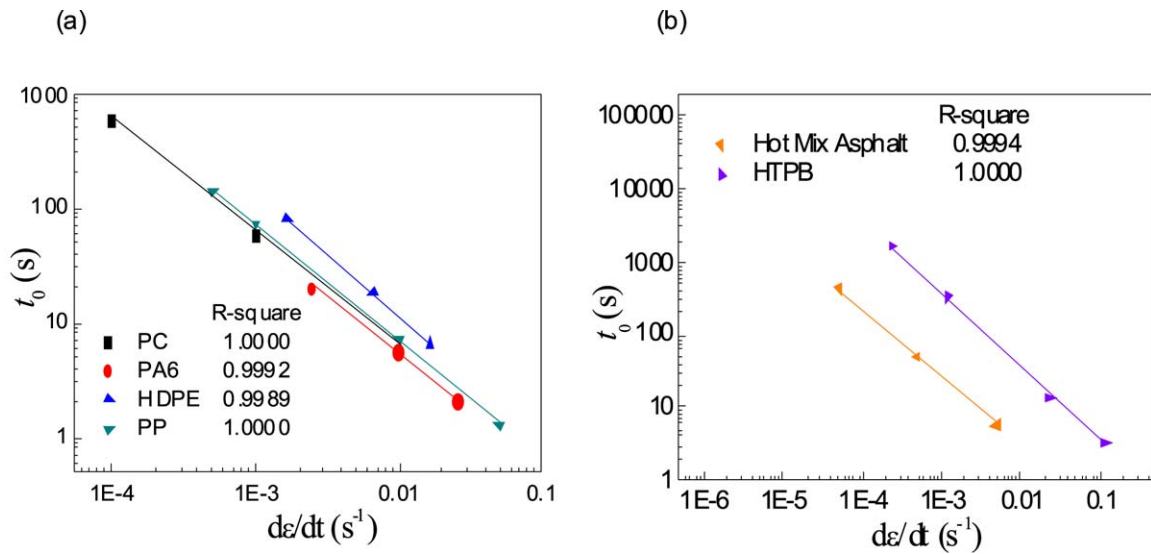 (a)
1000
100
10
1
t₀ (s)
R-square
PC 1.0000
PA6 0.9992
HDPE 0.9989
PP 1.0000
1E-4 1E-3 0.01 0.1
dε/dt (s⁻¹)
(b)
100000
10000
1000
100
10
1
t₀ (s)
R-square
Hot Mix Asphalt 0.9994
HTPB 1.0000
1E-6 1E-5 1E-4 1E-3 0.01 0.1
dε/dt (s⁻¹)